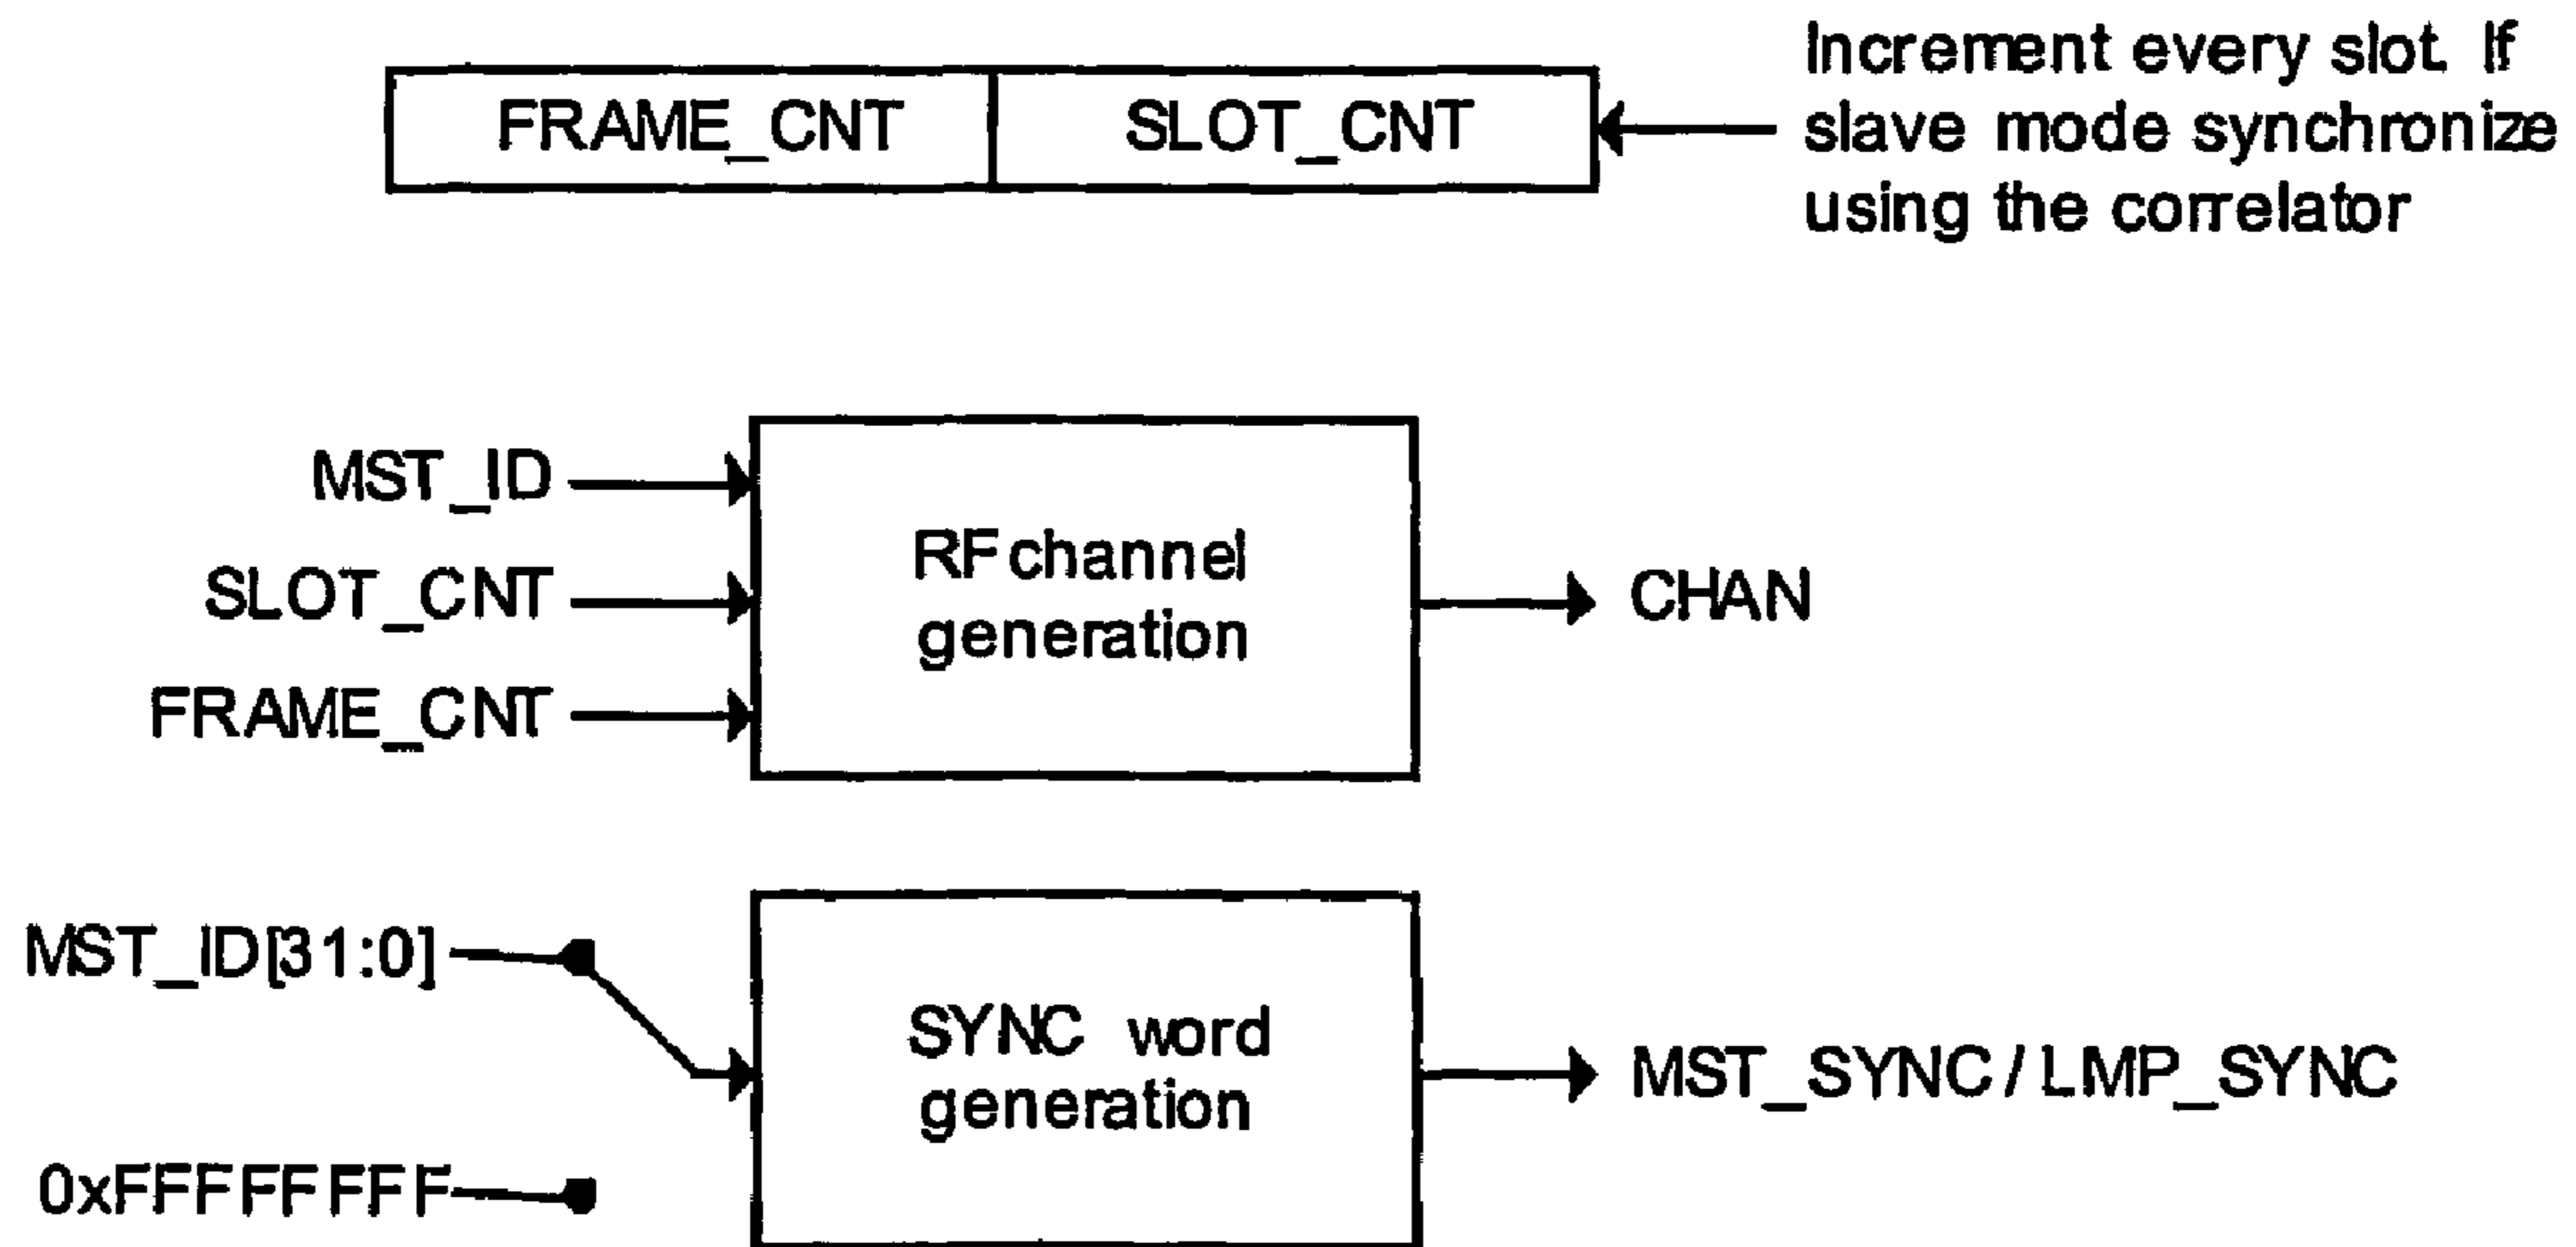 FRAME_CNT SLOT_CNT
Increment every slot. If
slave mode synchronize
using the correlator
MST_ID
SLOT_CNT
FRAME_CNT
RF channel
generation
CHAN
MST_ID[31:0]
0xFFFFFFFF
SYNC word
generation
MST_SYNC / LMP_SYNC